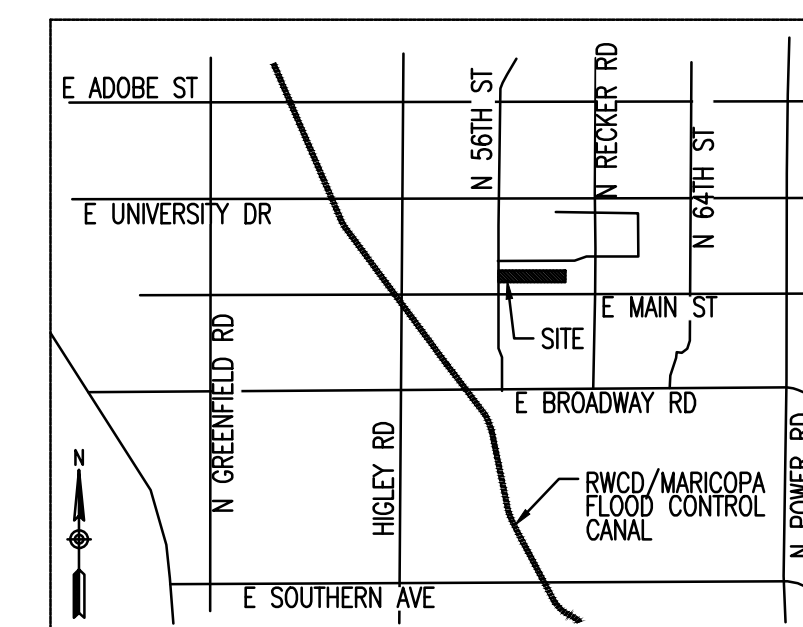 E ADOBE ST
N 56TH ST
N RECKER RD
N 64TH ST
E UNIVERSITY DR
E MAIN ST
SITE
N GREENFIELD RD
E BROADWAY RD
HIGLEY RD
N POWER RD
N
RWCD/MARICOPA
FLOOD CONTROL
CANAL
E SOUTHERN AVE